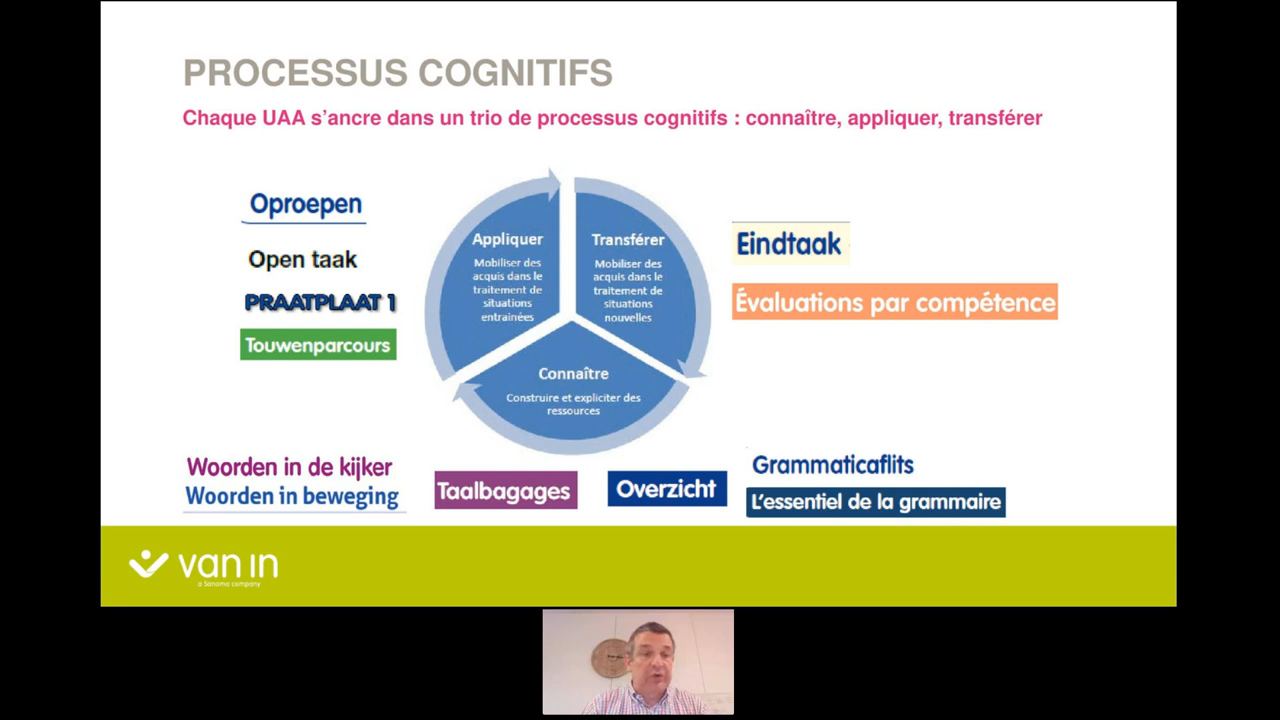 PROCESSUS COGNITIFS
Chaque UAA s’ancre dans un trio de processus cognitifs : connaître, appliquer, transférer
Oproepen
Open taak
PRAATPLAAT 1
Touwenparcours
Appliquer
Mobiliser des
acquis dans le
traitement de
situations
entrainées
Transférer
Mobiliser des
acquis dans le
traitement de
situations
nouvelles
Connaître
Construire et expliciter des
ressources
Eindtaak
Évaluations par compétence
Woorden in de kijker
Woorden in beweging
Taalbagages
Overzicht
Grammaticaflits
L’essentiel de la grammaire
van in
a Sanoma company